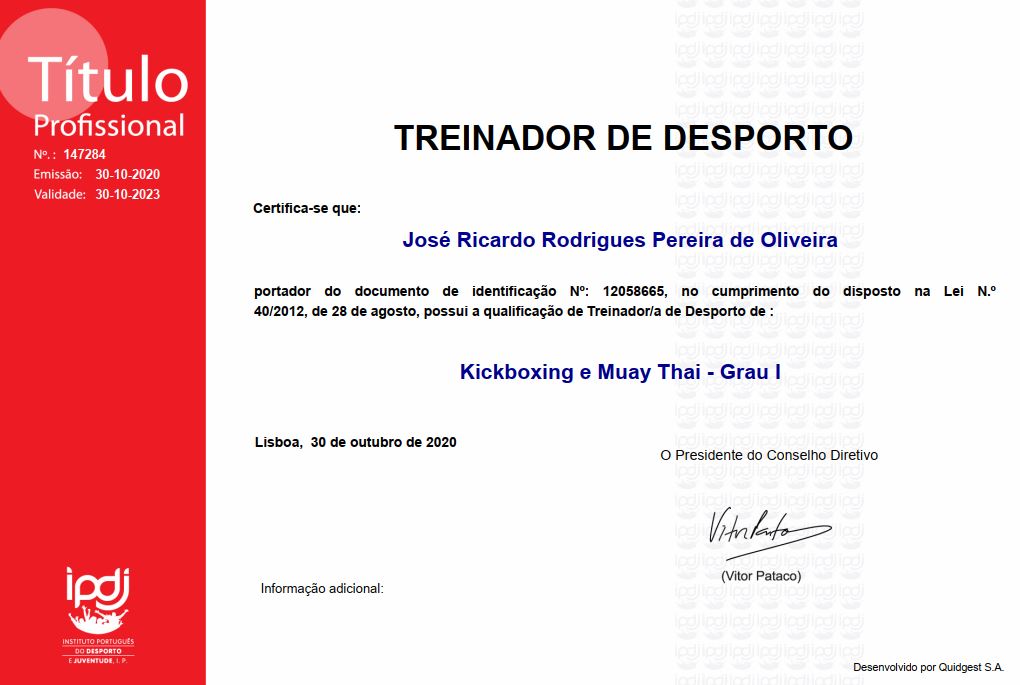 Título
Profissional
Nº. : 147284
Emissão: 30-10-2020
Validade: 30-10-2023
TREINADOR DE DESPORTO
Certifica-se que:
José Ricardo Rodrigues Pereira de Oliveira
portador do documento de identificação Nº: 12058665, no cumprimento do disposto na Lei N.º
40/2012, de 28 de agosto, possui a qualificação de Treinador/a de Desporto de :
Kickboxing e Muay Thai - Grau I
Lisboa, 30 de outubro de 2020
O Presidente do Conselho Diretivo
Vitor Pataco
(Vitor Pataco)
Informação adicional:
ipdj
INSTITUTO PORTUGUÊS
DO DESPORTO
E JUVENTUDE, I. P.
Desenvolvido por Quidgest S.A.